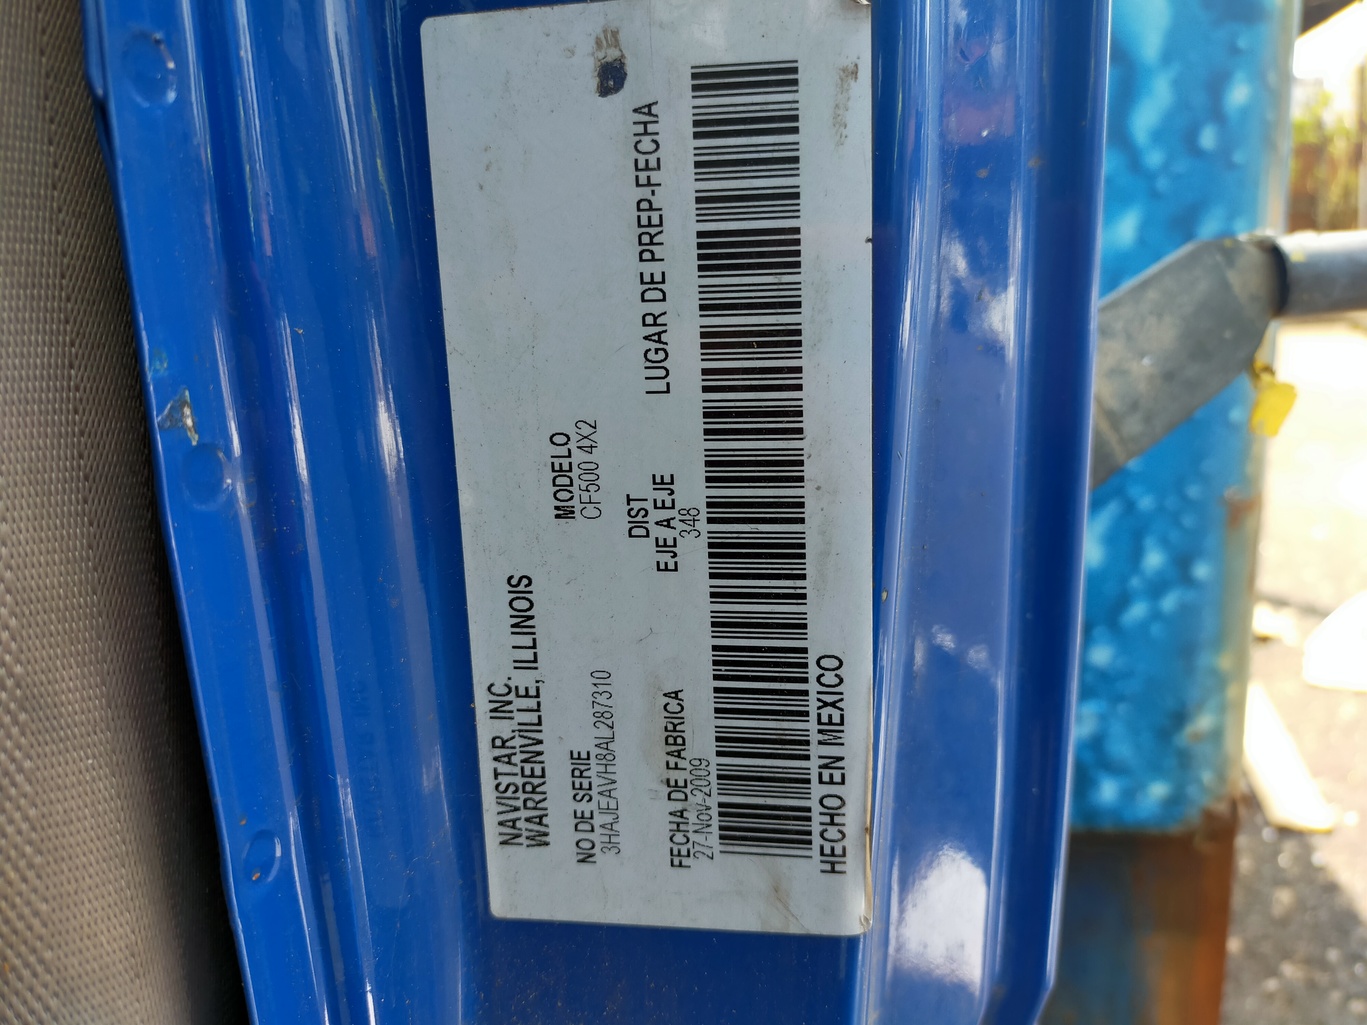 NAVISTAR, INC.
WARRENVILLE, ILLINOIS
NO DE SERIE
3HAJEAVH8AL287310
MODELO
CF500 4X2
FECHA DE FABRICA
27-Nov-2009
DIST
EJE A EJE
348
LUGAR DE PREP-FECHA
HECHO EN MEXICO